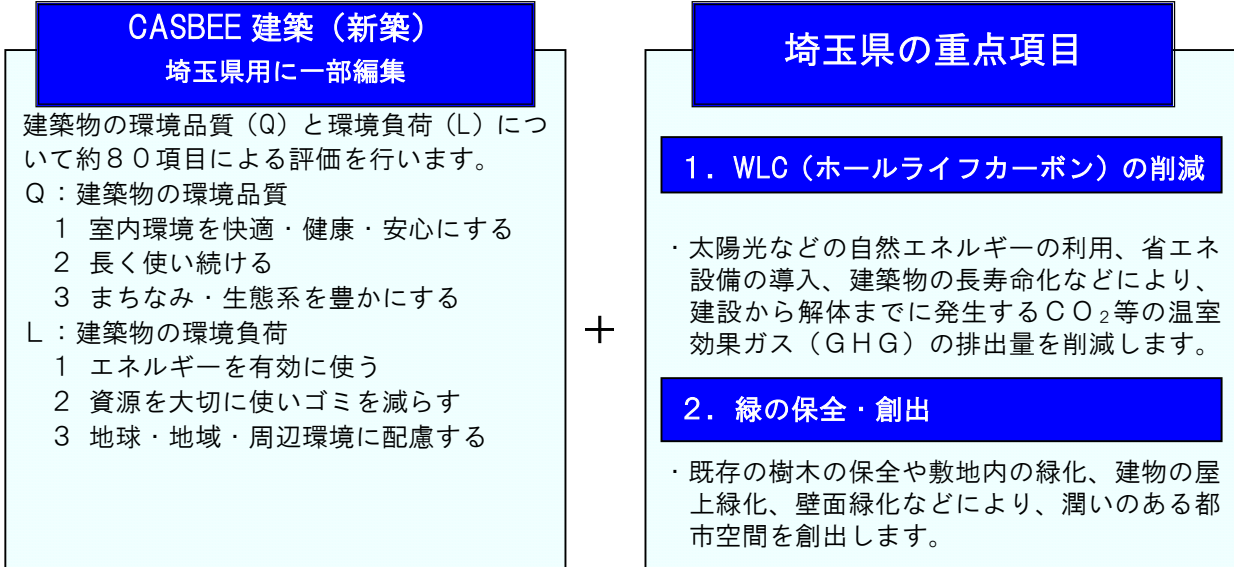 CASBEE 建築（新築）
埼玉県用に一部編集
建築物の環境品質（Q）と環境負荷（L）につ
いて約８０項目による評価を行います。
Ｑ：建築物の環境品質
１ 室内環境を快適・健康・安心にする
２ 長く使い続ける
３ まちなみ・生態系を豊かにする
Ｌ：建築物の環境負荷
１ エネルギーを有効に使う
２ 資源を大切に使いゴミを減らす
３ 地球・地域・周辺環境に配慮する
＋
埼玉県の重点項目
１．WLC（ホールライフカーボン）の削減
・太陽光などの自然エネルギーの利用、省エネ
設備の導入、建築物の長寿命化などにより、
建設から解体までに発生するＣＯ₂等の温室
効果ガス（ＧＨＧ）の排出量を削減します。
２．緑の保全・創出
・既存の樹木の保全や敷地内の緑化、建物の屋
上緑化、壁面緑化などにより、潤いのある都
市空間を創出します。